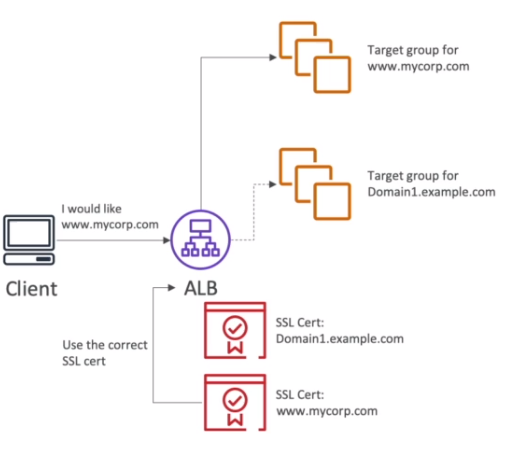 Target group for
www.mycorp.com
Target group for
Domain1.example.com
I would like
www.mycorp.com
Client
ALB
Use the correct
SSL cert
SSL Cert:
Domain1.example.com
SSL Cert:
www.mycorp.com